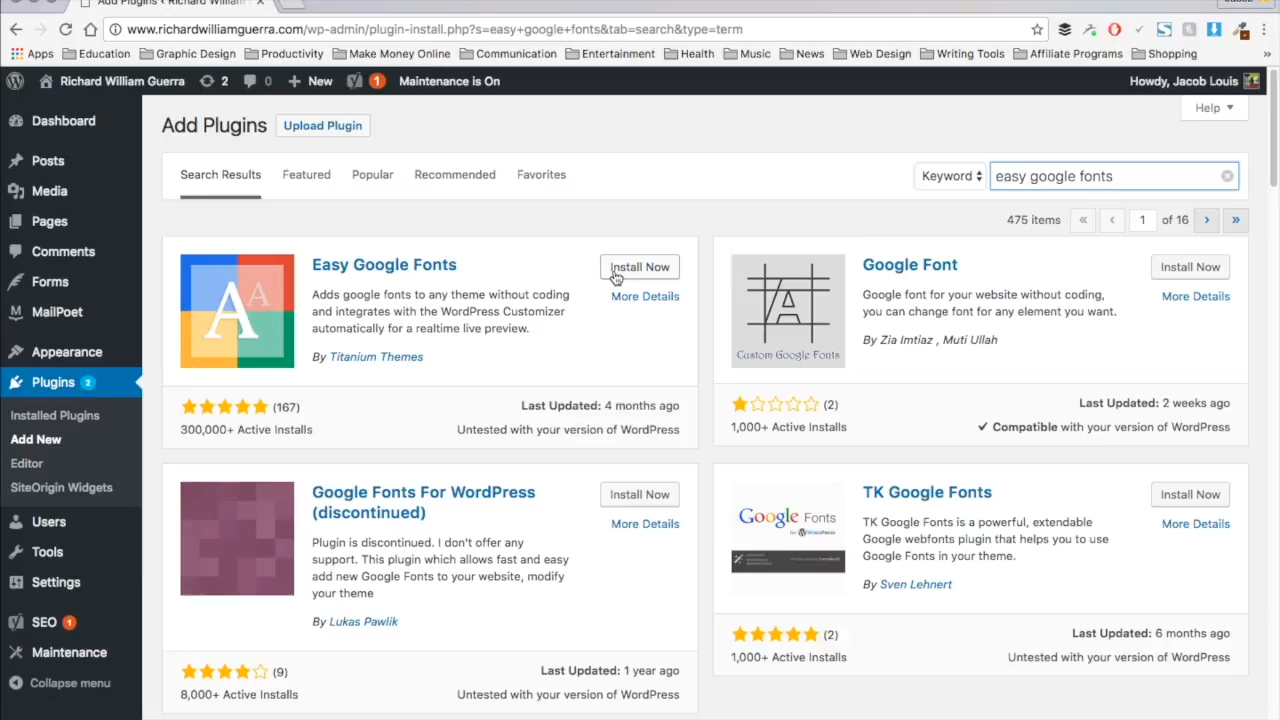 Add Plugins ‹ Richard William
www.richardwilliamguerra.com/wp-admin/plugin-install.php?s=easy+google+fonts&tab=search&type=term
Apps Education Graphic Design Productivity Make Money Online Communication Entertainment Health Music News Web Design Writing Tools Affiliate Programs Shopping »
Richard William Guerra 2 0 New 1 Maintenance is On Howdy, Jacob Louis
Help
Dashboard
Posts
Media
Pages
Comments
Forms
MailPoet
Appearance
Plugins 2
Installed Plugins
Add New
Editor
SiteOrigin Widgets
Users
Tools
Settings
SEO 1
Maintenance
Collapse menu
Add Plugins Upload Plugin
Search Results Featured Popular Recommended Favorites Keyword easy google fonts
475 items « ‹ 1 of 16 › »
A A
Easy Google Fonts
Install Now
More Details
Adds google fonts to any theme without coding
and integrates with the WordPress Customizer
automatically for a realtime live preview.
By Titanium Themes
(167)
300,000+ Active Installs
Last Updated: 4 months ago
Untested with your version of WordPress
A
Custom Google Fonts
Google Font
Install Now
More Details
Google font for your website without coding,
you can change font for any element you want.
By Zia Imtiaz , Muti Ullah
(2)
1,000+ Active Installs
Last Updated: 2 weeks ago
✓ Compatible with your version of WordPress
Google Fonts For WordPress
(discontinued)
Install Now
More Details
Plugin is discontinued. I don't offer any
support. This plugin which allows fast and easy
add new Google Fonts to your website, modify
your theme
By Lukas Pawlik
(9)
8,000+ Active Installs
Last Updated: 1 year ago
Untested with your version of WordPress
Google Fonts
for WordPress
TK Google Fonts
Install Now
More Details
TK Google Fonts is a powerful, extendable
Google webfonts plugin that helps you to use
Google Fonts in your theme.
By Sven Lehnert
(2)
1,000+ Active Installs
Last Updated: 6 months ago
Untested with your version of WordPress